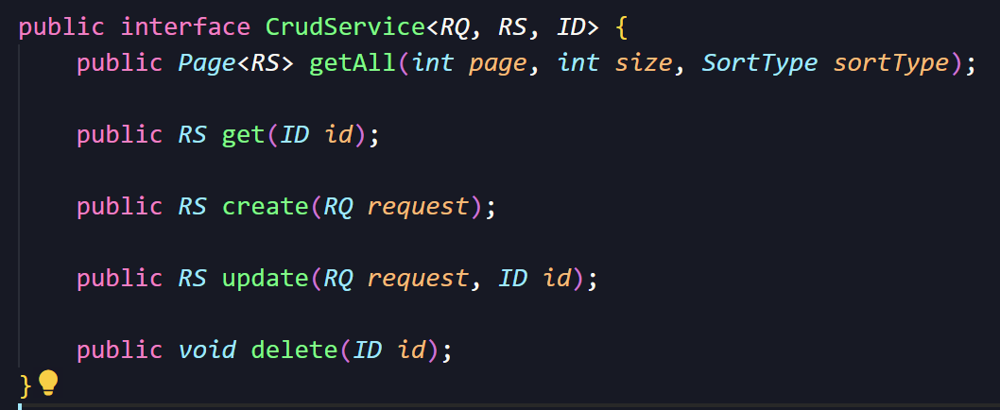 public interface CrudService<RQ, RS, ID> {
    public Page<RS> getAll(int page, int size, SortType sortType);
    public RS get(ID id);
    public RS create(RQ request);
    public RS update(RQ request, ID id);
    public void delete(ID id);
}